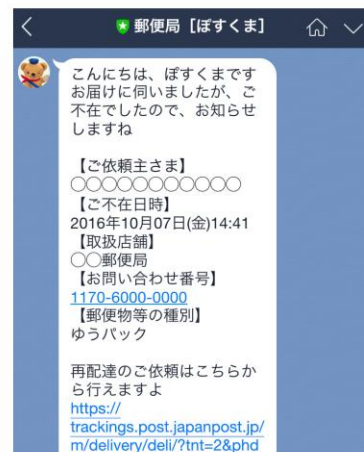 郵便局［ぽすくま］
こんにちは、ぽすくまです
お届けに伺いましたが、ご
不在でしたので、お知らせ
しますね
【ご依頼主さま】
◯◯◯◯◯◯◯◯◯◯◯
【ご不在日時】
2016年10月07日(金)14:41
【取扱店舗】
◯◯郵便局
【お問い合わせ番号】
1170-6000-0000
【郵便物等の種別】
ゆうパック
再配達のご依頼はこちらか
ら行えますよ
https://
trackings.post.japanpost.jp/
m/delivery/deli/?tnt=2&phd